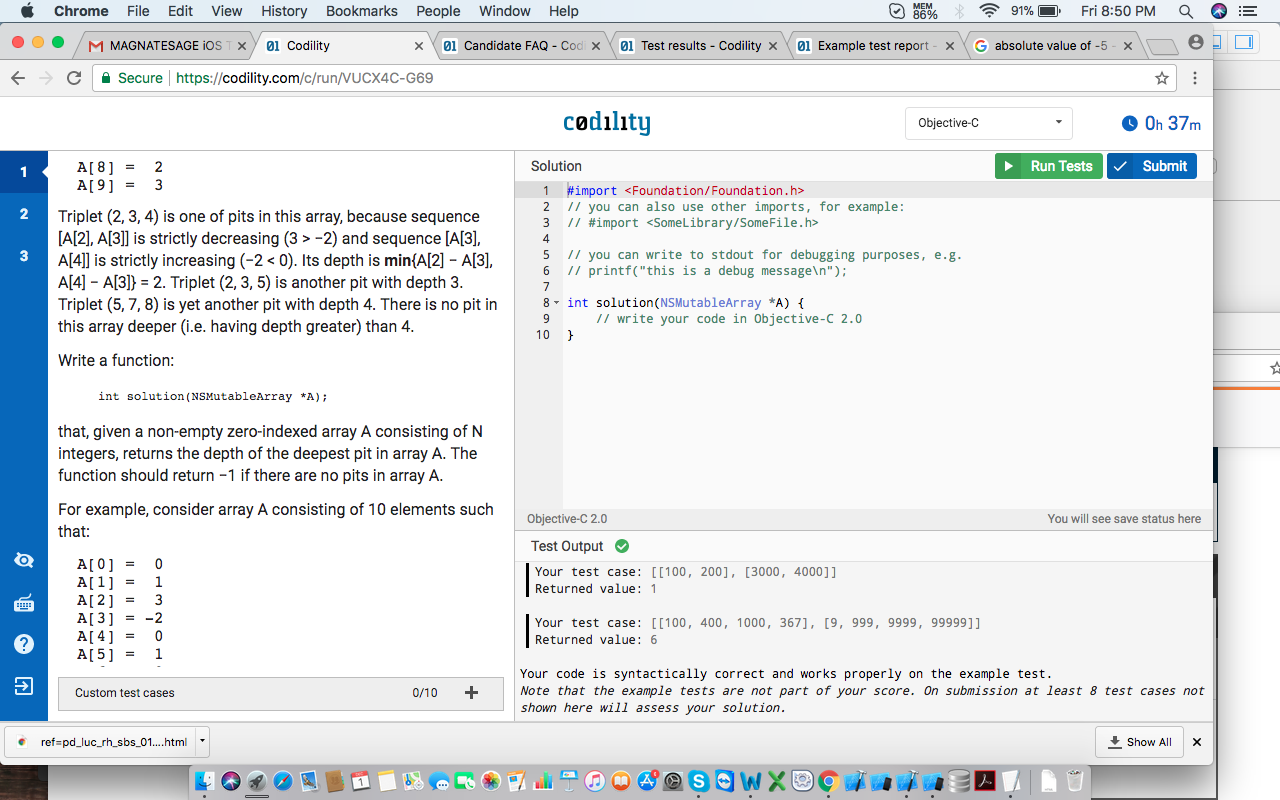 Chrome File Edit View History Bookmarks People Window Help MEM 86% 91% Fri 8:50 PM
MAGNATESAGE iOS T Codility Candidate FAQ - Codi Test results - Codility Example test report - absolute value of -5 -
Secure https://codility.com/c/run/VUCX4C-G69
codility
Objective-C
0h 37m
1
2
3
A[8] = 2
A[9] = 3
Triplet (2, 3, 4) is one of pits in this array, because sequence
[A[2], A[3]] is strictly decreasing (3 > −2) and sequence [A[3],
A[4]] is strictly increasing (−2 < 0). Its depth is min{A[2] − A[3],
A[4] − A[3]} = 2. Triplet (2, 3, 5) is another pit with depth 3.
Triplet (5, 7, 8) is yet another pit with depth 4. There is no pit in
this array deeper (i.e. having depth greater) than 4.
Write a function:
int solution(NSMutableArray *A);
that, given a non-empty zero-indexed array A consisting of N
integers, returns the depth of the deepest pit in array A. The
function should return −1 if there are no pits in array A.
For example, consider array A consisting of 10 elements such
that:
A[0] = 0
A[1] = 1
A[2] = 3
A[3] = −2
A[4] = 0
A[5] = 1
Custom test cases 0/10 +
Solution Run Tests Submit
1 #import <Foundation/Foundation.h>
2 // you can also use other imports, for example:
3 // #import <SomeLibrary/SomeFile.h>
4
5 // you can write to stdout for debugging purposes, e.g.
6 // printf("this is a debug message\n");
7
8 int solution(NSMutableArray *A) {
9 // write your code in Objective-C 2.0
10 }
Objective-C 2.0 You will see save status here
Test Output
Your test case: [[100, 200], [3000, 4000]]
Returned value: 1
Your test case: [[100, 400, 1000, 367], [9, 999, 9999, 99999]]
Returned value: 6
Your code is syntactically correct and works properly on the example test.
Note that the example tests are not part of your score. On submission at least 8 test cases not
shown here will assess your solution.
ref=pd_luc_rh_sbs_01....html Show All